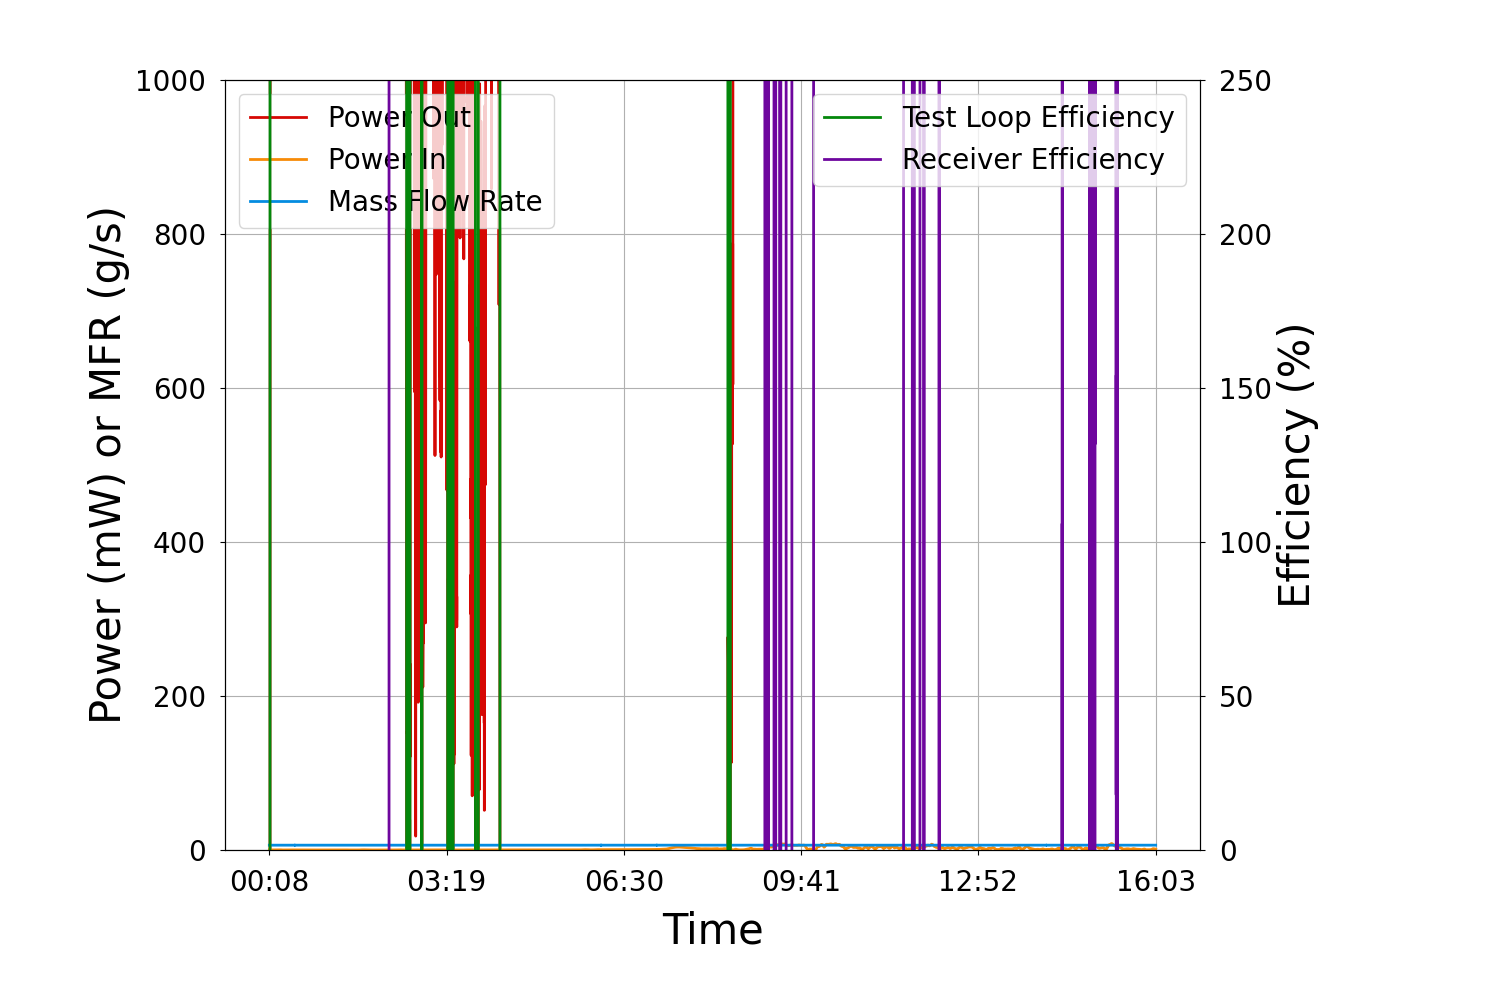 1000
800
600
400
200
0
Power (mW) or MFR (g/s)
Power Out
Power In
Mass Flow Rate
Test Loop Efficiency
Receiver Efficiency
250
200
150
100
50
0
Efficiency (%)
00:08 03:19 06:30 09:41 12:52 16:03
Time